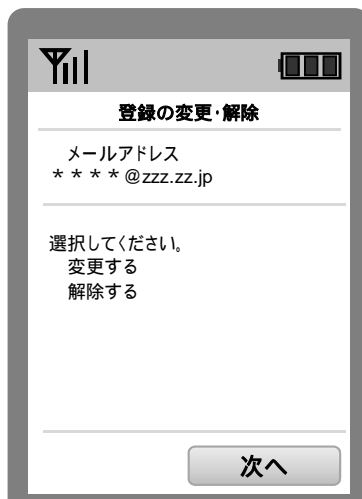 登録の変更・解除
メールアドレス
＊＊＊＊@zzz.zz.jp
選択してください。
変更する
解除する
次へ